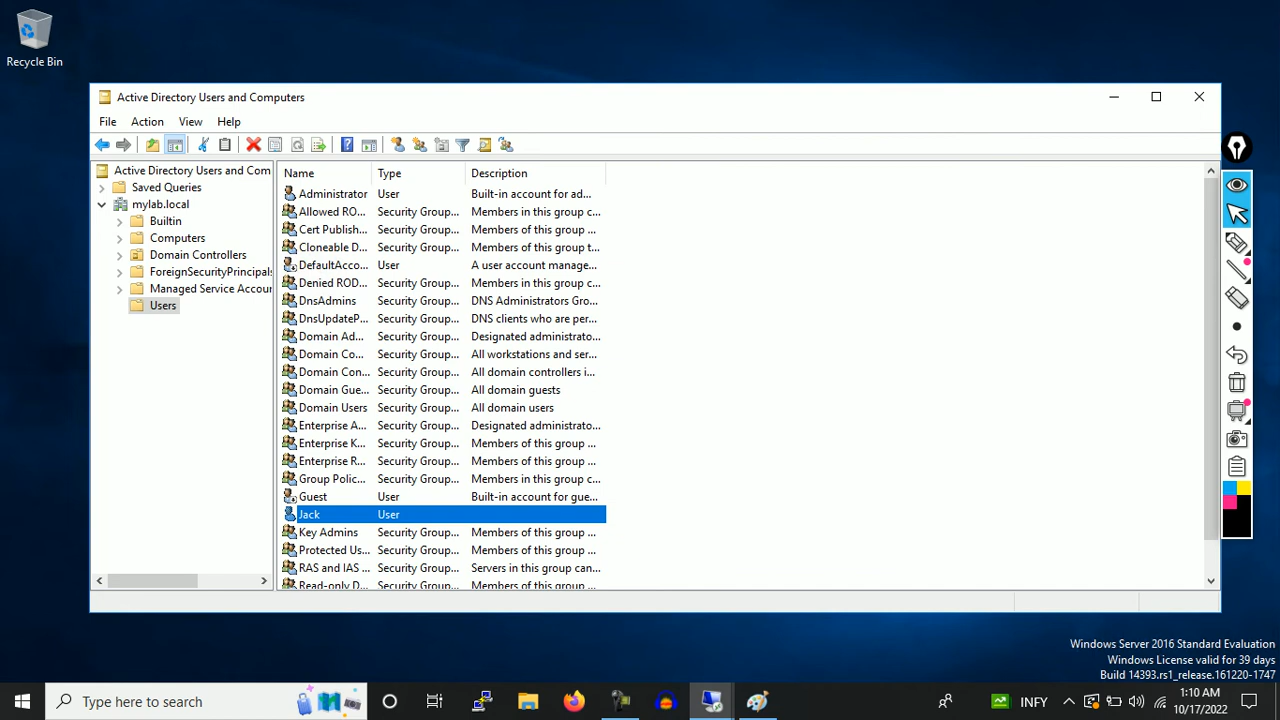 Recycle Bin
Active Directory Users and Computers
File Action View Help
Active Directory Users and Com
Saved Queries
mylab.local
Builtin
Computers
Domain Controllers
ForeignSecurityPrincipals
Managed Service Accour
Users
Name Type Description
Administrator User Built-in account for ad...
Allowed RO... Security Group... Members in this group c...
Cert Publish... Security Group... Members of this group ...
Cloneable D... Security Group... Members of this group t...
DefaultAcco... User A user account manage...
Denied ROD... Security Group... Members in this group c...
DnsAdmins Security Group... DNS Administrators Gro...
DnsUpdateP... Security Group... DNS clients who are per...
Domain Ad... Security Group... Designated administrato...
Domain Co... Security Group... All workstations and ser...
Domain Con... Security Group... All domain controllers i...
Domain Gue... Security Group... All domain guests
Domain Users Security Group... All domain users
Enterprise A... Security Group... Designated administrato...
Enterprise K... Security Group... Members of this group ...
Enterprise R... Security Group... Members of this group ...
Group Polic... Security Group... Members in this group c...
Guest User Built-in account for gue...
Jack User
Key Admins Security Group... Members of this group ...
Protected Us... Security Group... Members of this group ...
RAS and IAS ... Security Group... Servers in this group can...
Read-only D... Security Group... Members of this group ...
Windows Server 2016 Standard Evaluation
Windows License valid for 39 days
Build 14393.rs1_release.161220-1747
Type here to search
INFY
1:10 AM
10/17/2022